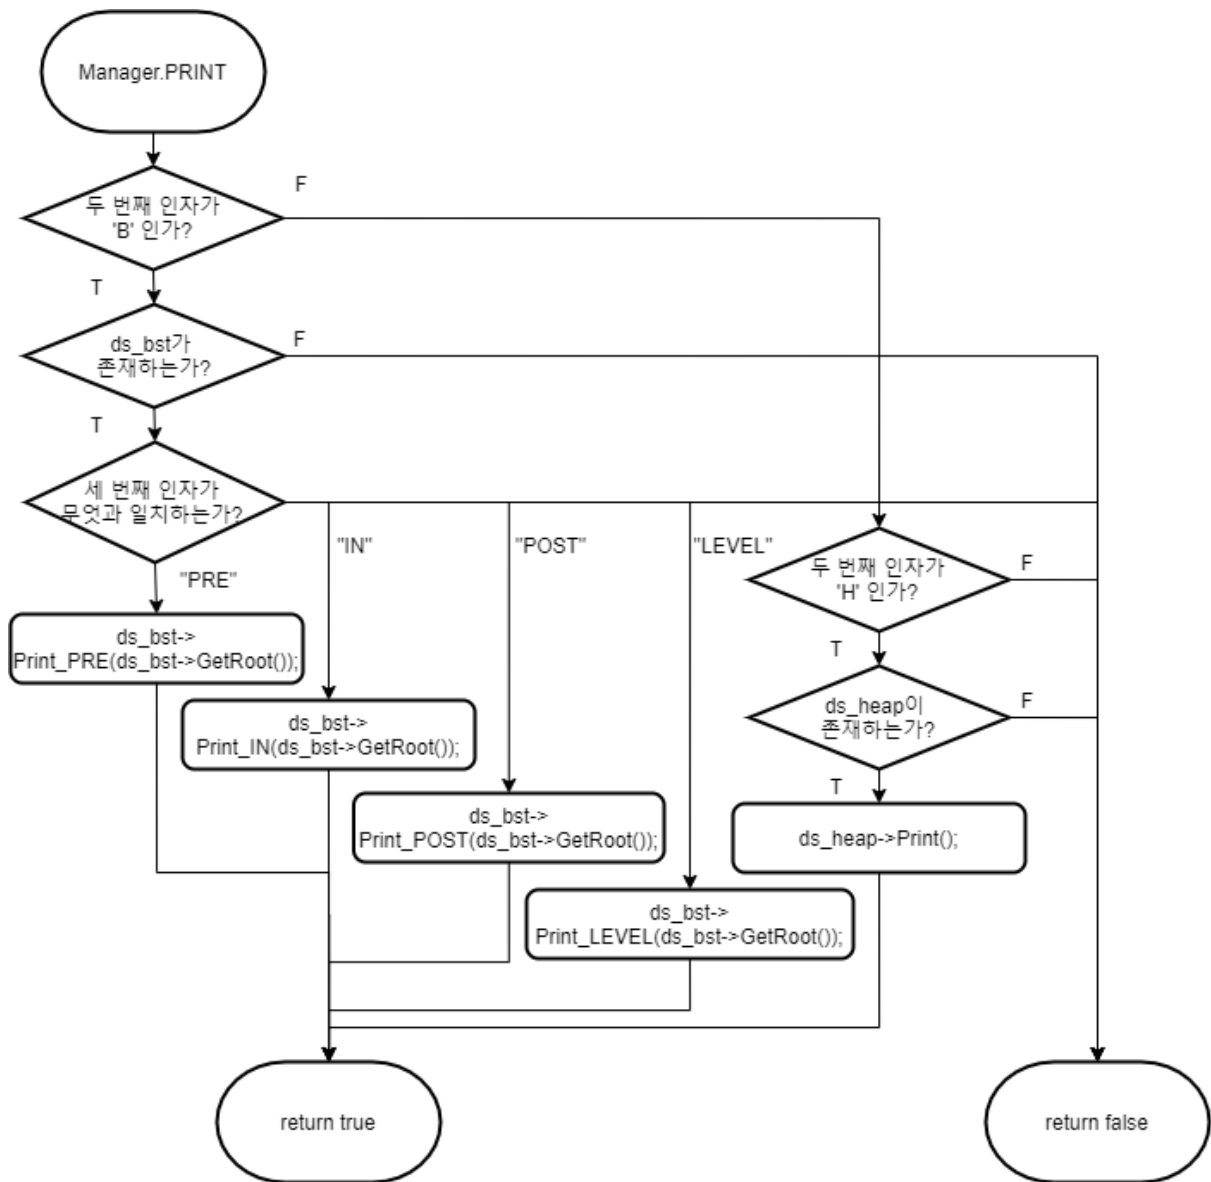 Manager.PRINT
두 번째 인자가
'B' 인가?
F
T
ds_bst가
존재하는가?
F
T
세 번째 인자가
무엇과 일치하는가?
"PRE"
"IN"
"POST"
"LEVEL"
두 번째 인자가
'H' 인가?
F
T
ds_bst->
Print_PRE(ds_bst->GetRoot());
ds_bst->
Print_IN(ds_bst->GetRoot());
ds_heap이
존재하는가?
F
T
ds_bst->
Print_POST(ds_bst->GetRoot());
ds_heap->Print();
ds_bst->
Print_LEVEL(ds_bst->GetRoot());
return true
return false